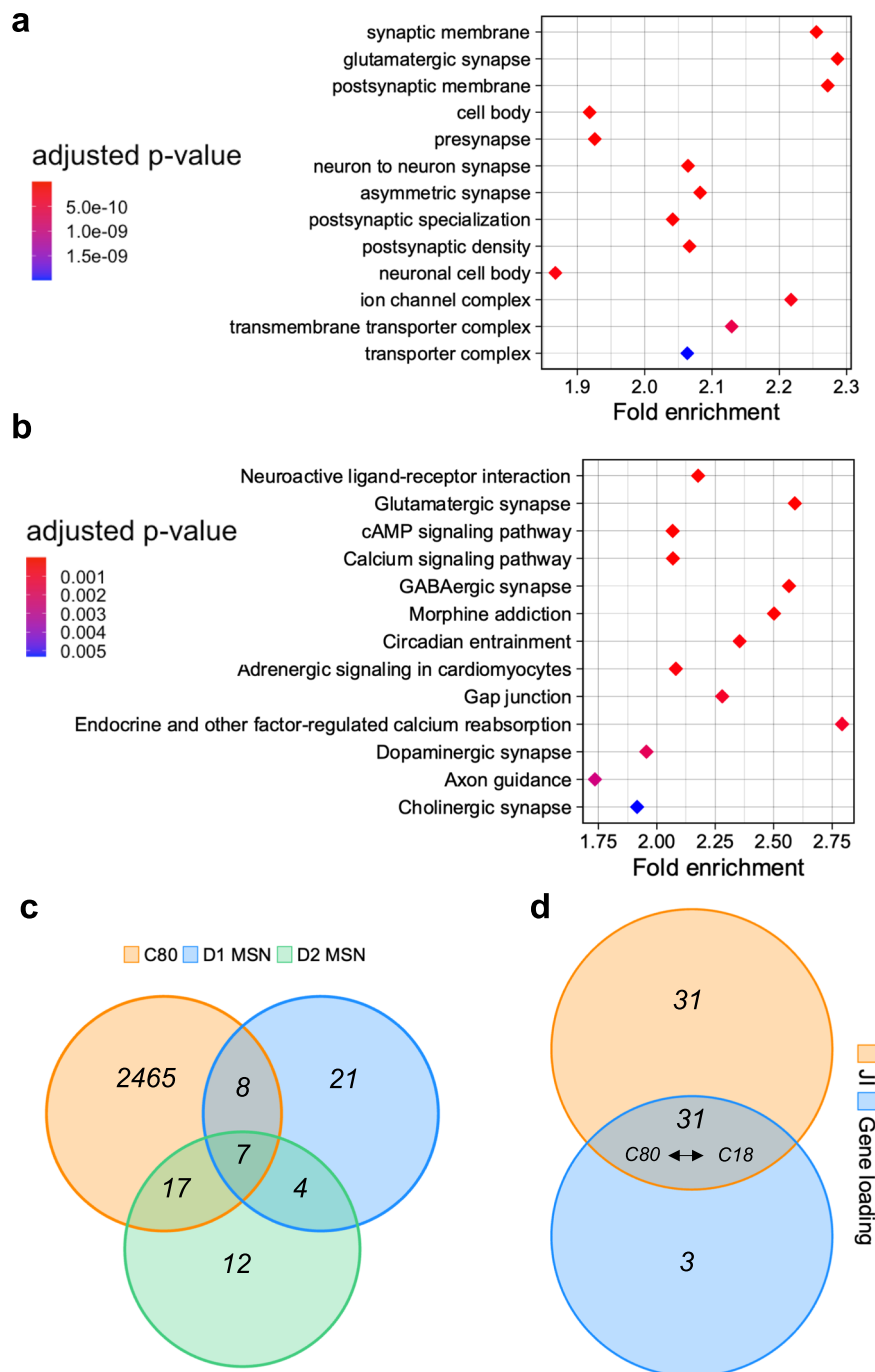 a
synaptic membrane
glutamatergic synapse
postsynaptic membrane
cell body
presynapse
neuron to neuron synapse
asymmetric synapse
postsynaptic specialization
postsynaptic density
neuronal cell body
ion channel complex
transmembrane transporter complex
transporter complex
adjusted p-value
5.0e-10
1.0e-09
1.5e-09
1.9 2.0 2.1 2.2 2.3
Fold enrichment
b
Neuroactive ligand-receptor interaction
Glutamatergic synapse
cAMP signaling pathway
Calcium signaling pathway
GABAergic synapse
Morphine addiction
Circadian entrainment
Adrenergic signaling in cardiomyocytes
Gap junction
Endocrine and other factor-regulated calcium reabsorption
Dopaminergic synapse
Axon guidance
Cholinergic synapse
adjusted p-value
0.001
0.002
0.003
0.004
0.005
1.75 2.00 2.25 2.50 2.75
Fold enrichment
c
C80 D1 MSN D2 MSN
2465
8
21
7
17
4
12
d
31
31
C80 ↔ C18
3
JI Gene loading